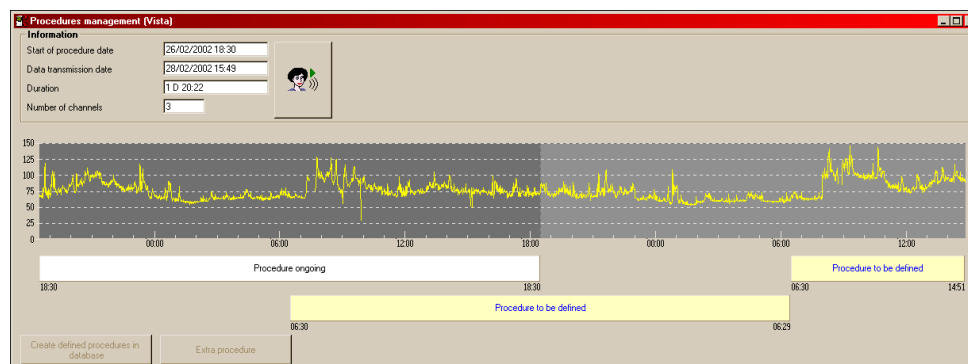 Procedures management (Vista)
Information
Start of procedure date 26/02/2002 18:30
Data transmission date 28/02/2002 15:49
Duration 1 D 20:22
Number of channels 3
150
125
100
75
50
25
0
00:00 06:00 12:00 18:00 00:00 06:00 12:00
Procedure ongoing Procedure to be defined
18:30 18:30 06:30 14:51
Procedure to be defined
06:30 06:29
Create defined procedures in
database
Extra procedure